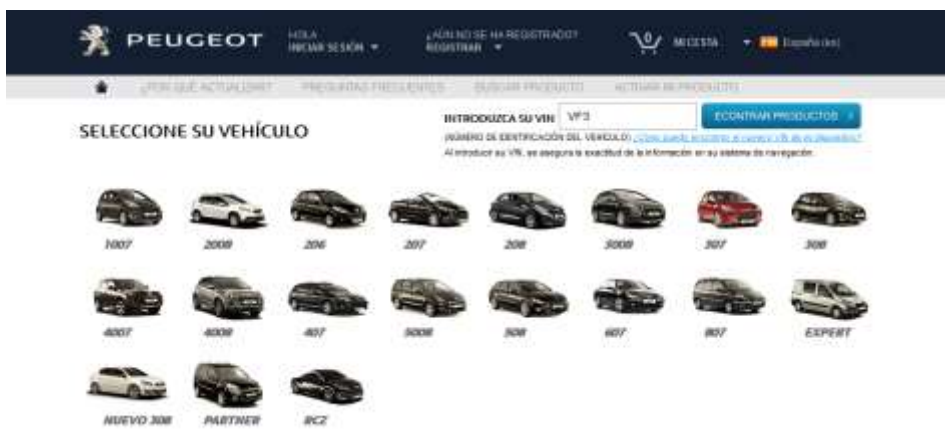 PEUGEOT
HOLA
INICIAR SESIÓN
¿AÚN NO SE HA REGISTRADO?
REGISTRAR
0
MI CESTA
España (es)
¿POR QUÉ ACTUALIZAR?
PREGUNTAS FRECUENTES
BUSCAR PRODUCTO
ACTIVAR MI PRODUCTO
SELECCIONE SU VEHÍCULO
INTRODUZCA SU VIN
VF3
ECONTRAR PRODUCTOS
(NÚMERO DE IDENTIFICACIÓN DEL VEHÍCULO)
Al introducir su VIN, se asegura la exactitud de la información en su sistema de navegación.
1007
2008
206
207
208
3008
307
308
4007
4008
407
5008
508
607
807
EXPERT
NUEVO 308
PARTNER
RCZ